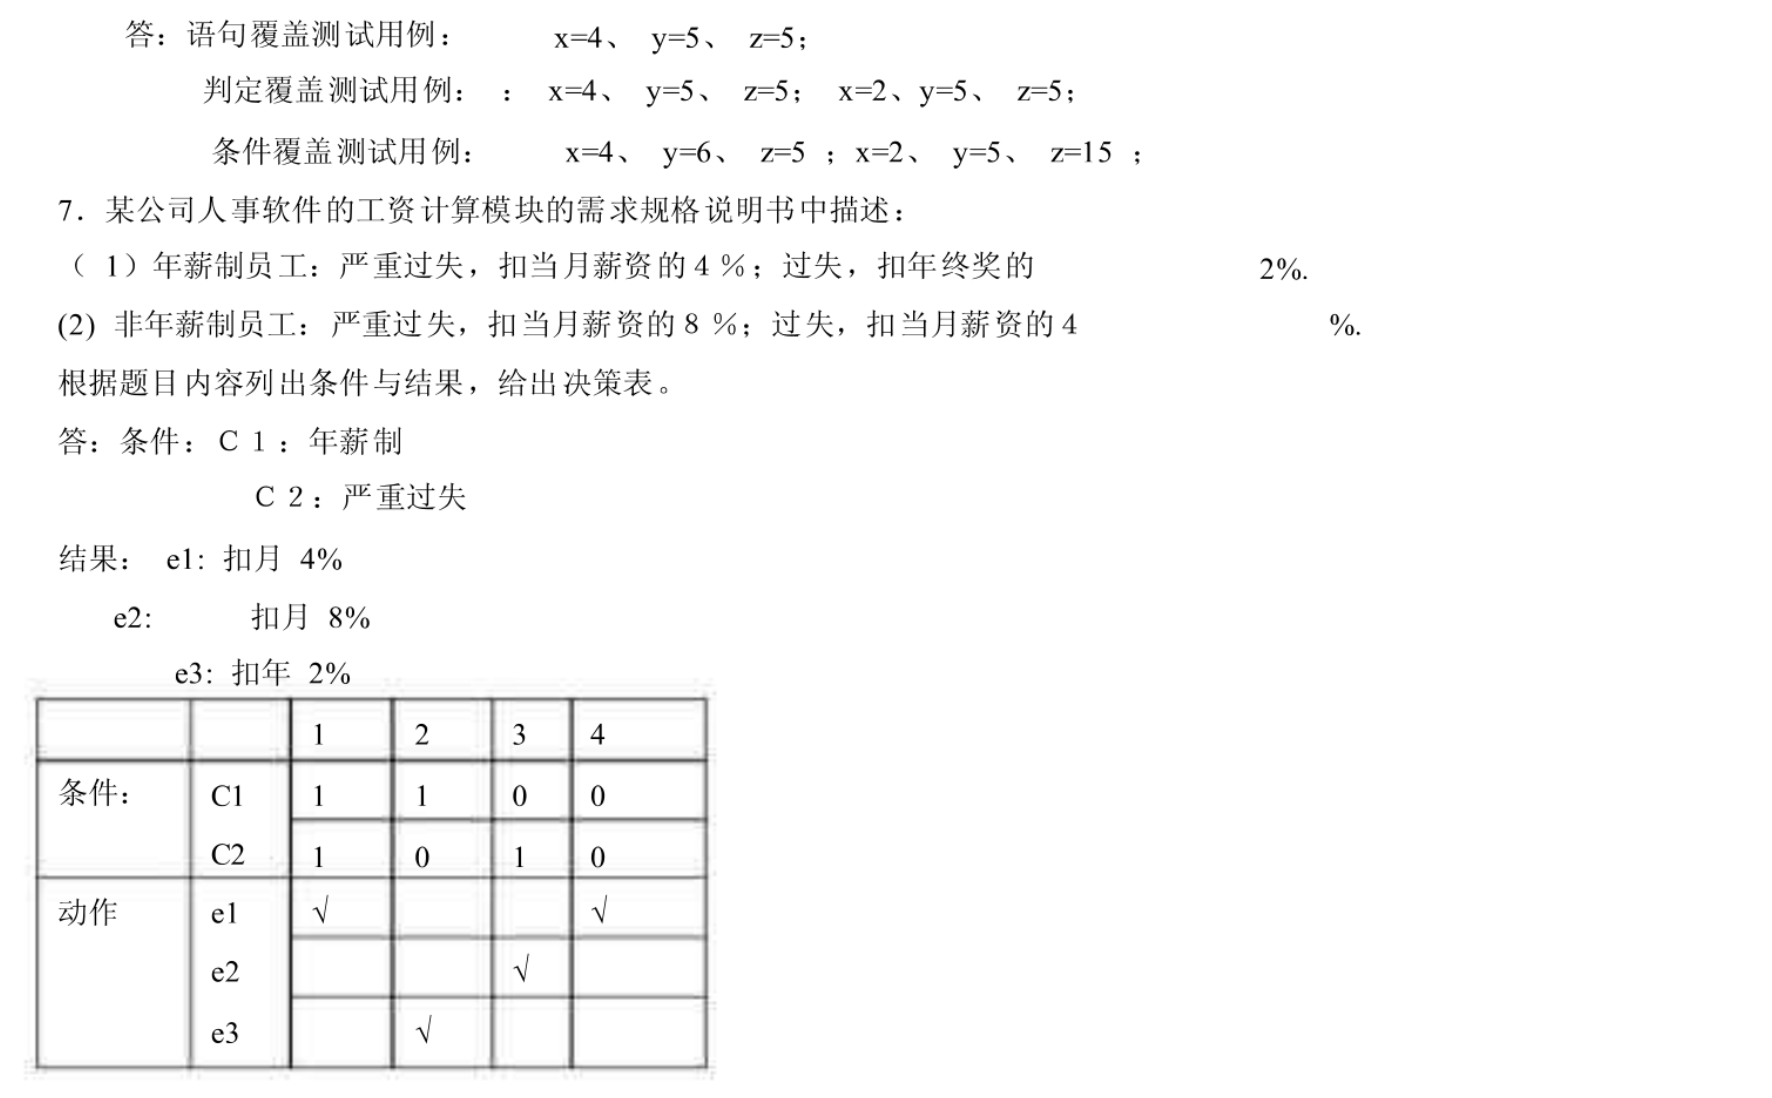 答：语句覆盖测试用例： x=4、 y=5、 z=5；
判定覆盖测试用例： ： x=4、 y=5、 z=5； x=2、y=5、 z=5；
条件覆盖测试用例： x=4、 y=6、 z=5 ；x=2、 y=5、 z=15 ；
7．某公司人事软件的工资计算模块的需求规格说明书中描述：
（ 1）年薪制员工：严重过失，扣当月薪资的４％；过失，扣年终奖的 2%.
(2) 非年薪制员工：严重过失，扣当月薪资的８％；过失，扣当月薪资的４ %.
根据题目内容列出条件与结果，给出决策表。
答：条件：Ｃ１：年薪制
Ｃ２：严重过失
结果： e1: 扣月 4%
e2: 扣月 8%
e3: 扣年 2%
1 2 3 4
条件： C1 1 1 0 0
C2 1 0 1 0
动作 e1 √ √
e2 √
e3 √